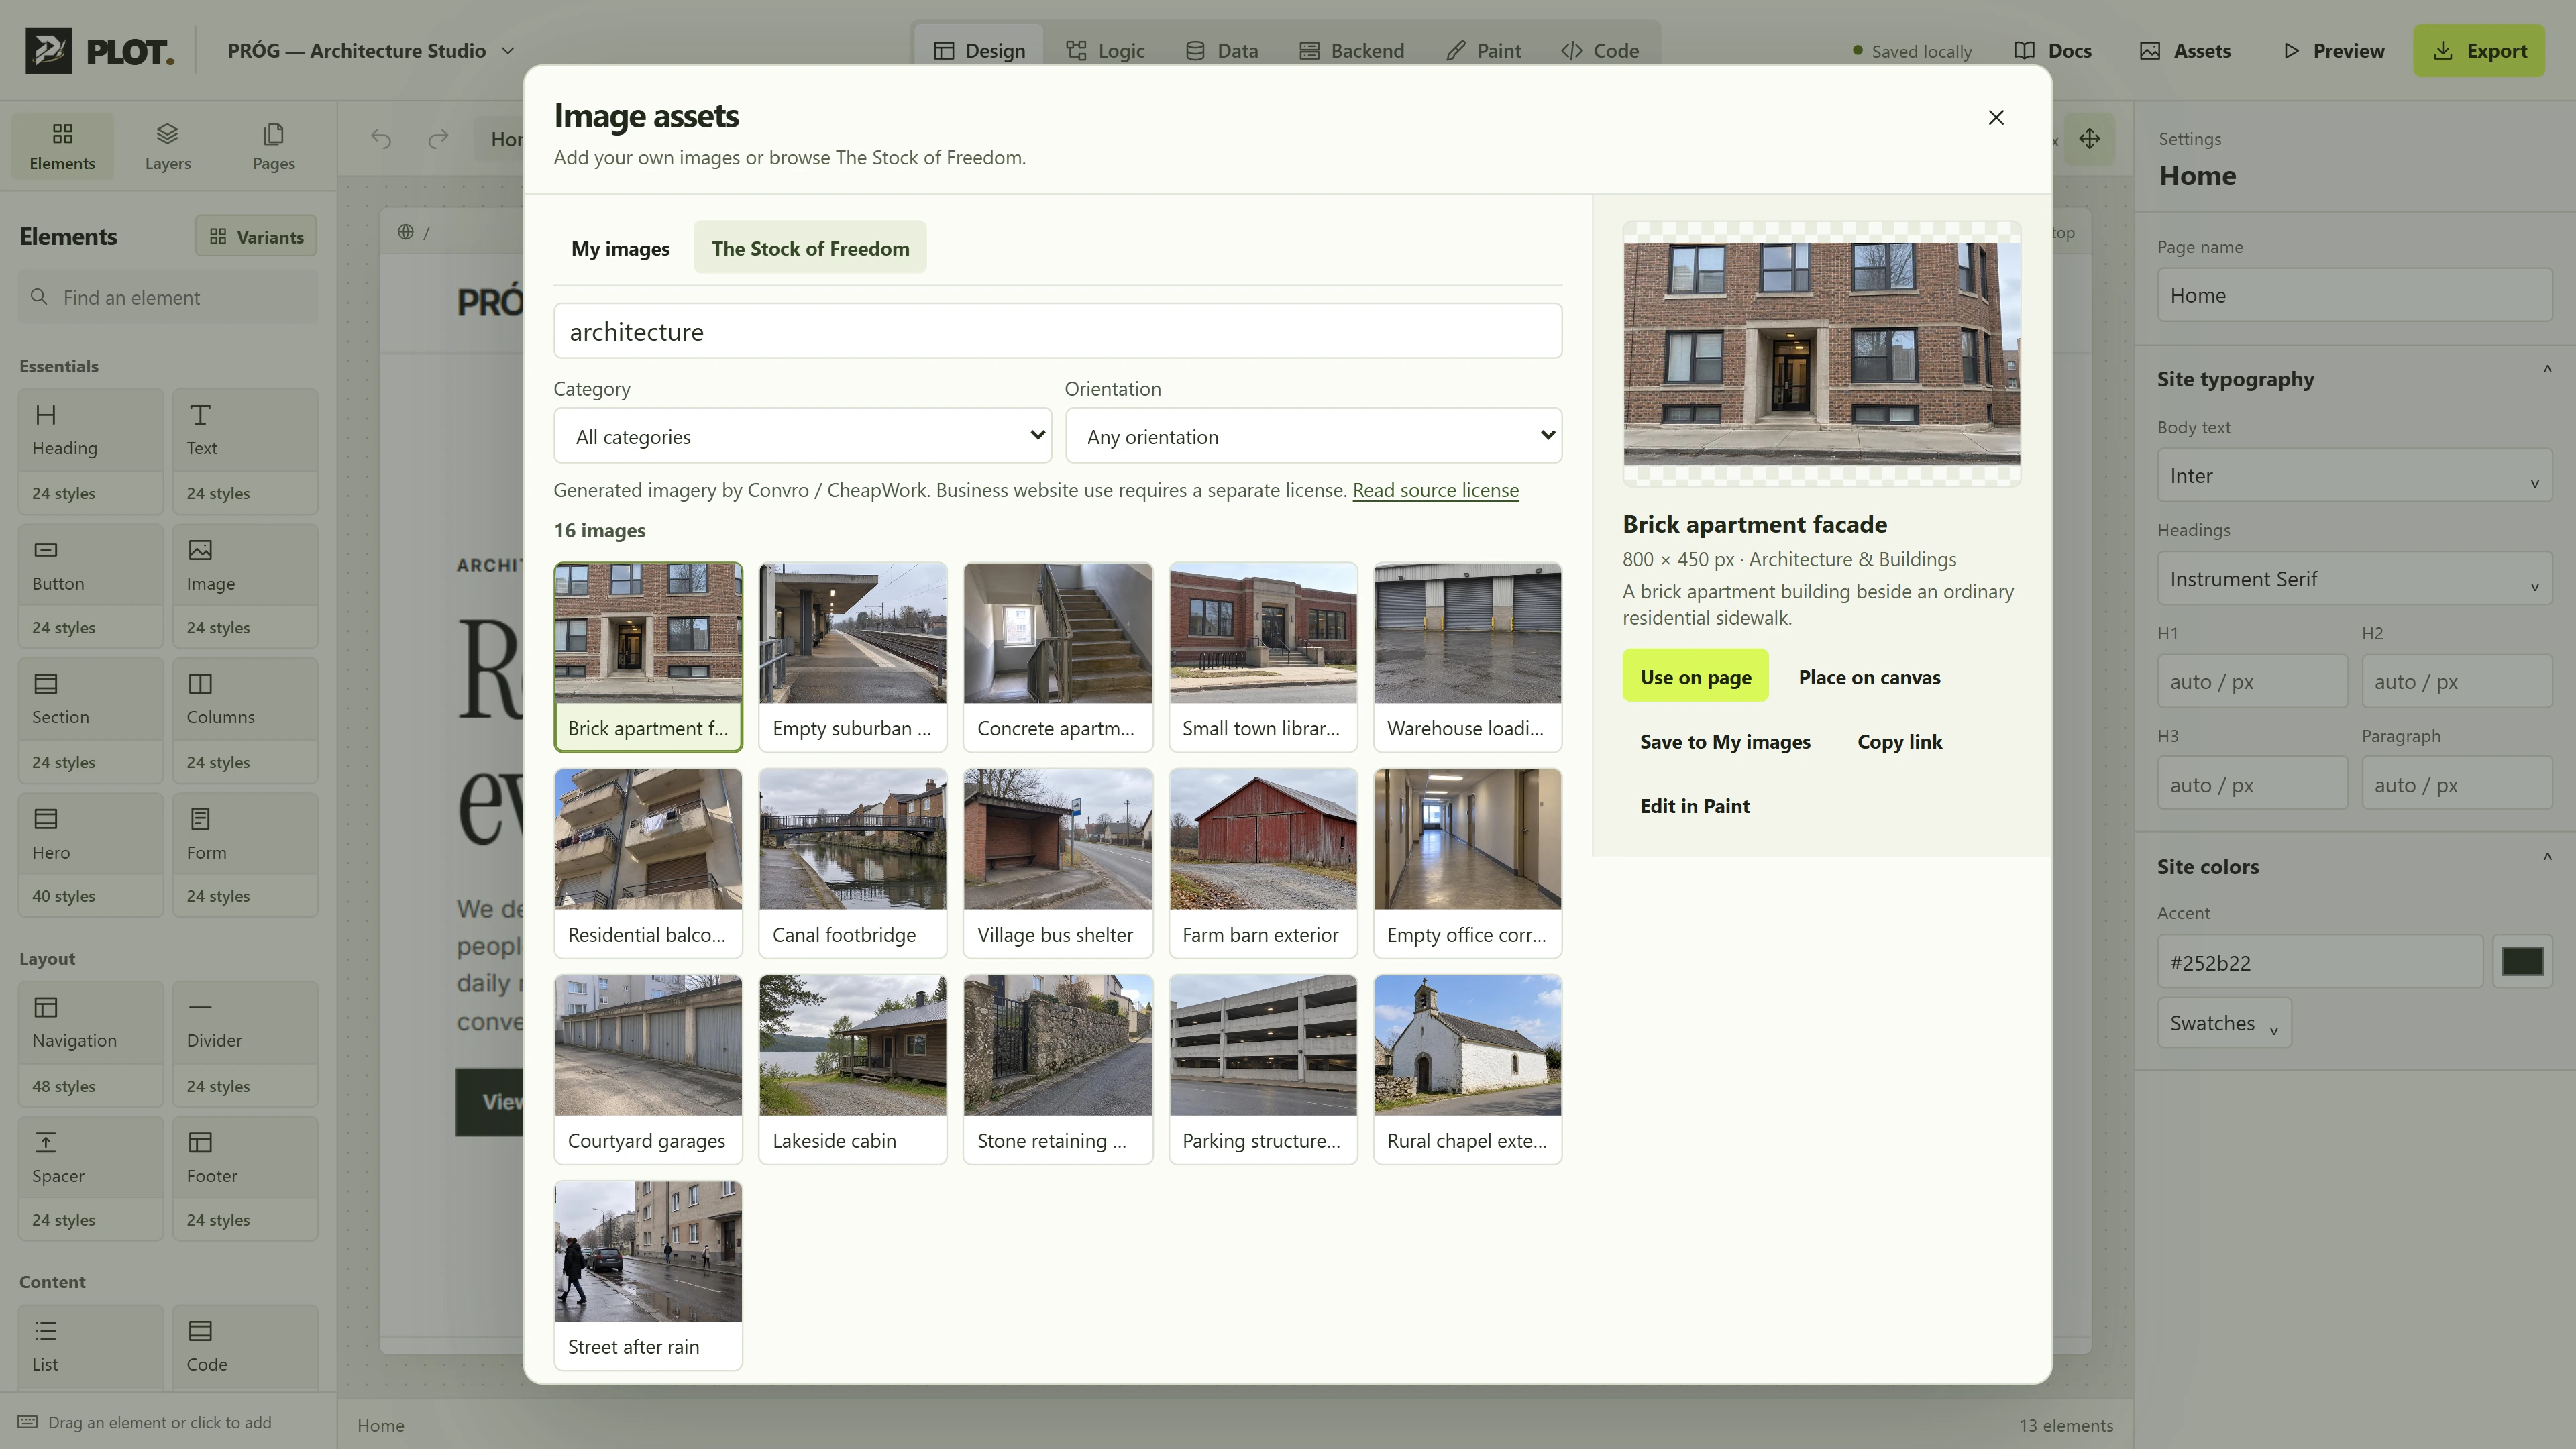 PLOT.
PRÓG — Architecture Studio
Design
Logic
Data
Backend
Paint
Code
Saved locally
Docs
Assets
Preview
Export
Elements
Layers
Pages
Elements
Variants
Find an element
Essentials
Heading
24 styles
Text
24 styles
Button
24 styles
Image
24 styles
Section
24 styles
Columns
24 styles
Hero
40 styles
Form
24 styles
Layout
Navigation
48 styles
Divider
24 styles
Spacer
24 styles
Footer
24 styles
Content
List
Code
Drag an element or click to add
/
ARCHI
We de
daily
conve
View
Home
13 elements
Image assets
Add your own images or browse The Stock of Freedom.
My images
The Stock of Freedom
architecture
Category
Orientation
All categories
Any orientation
Generated imagery by Convro / CheapWork. Business website use requires a separate license. Read source license
16 images
Brick apartment f...
Empty suburban ...
Concrete apartm...
Small town librar...
Warehouse loadi...
Residential balco...
Canal footbridge
Village bus shelter
Farm barn exterior
Empty office corr...
Courtyard garages
Lakeside cabin
Stone retaining ...
Parking structure...
Rural chapel exte...
Street after rain
Brick apartment facade
800 × 450 px · Architecture & Buildings
A brick apartment building beside an ordinary
residential sidewalk.
Use on page
Place on canvas
Save to My images
Copy link
Edit in Paint
Settings
Home
Page name
Home
Site typography
Body text
Inter
Headings
Instrument Serif
H1
H2
auto / px
auto / px
H3
Paragraph
auto / px
auto / px
Site colors
Accent
#252b22
Swatches